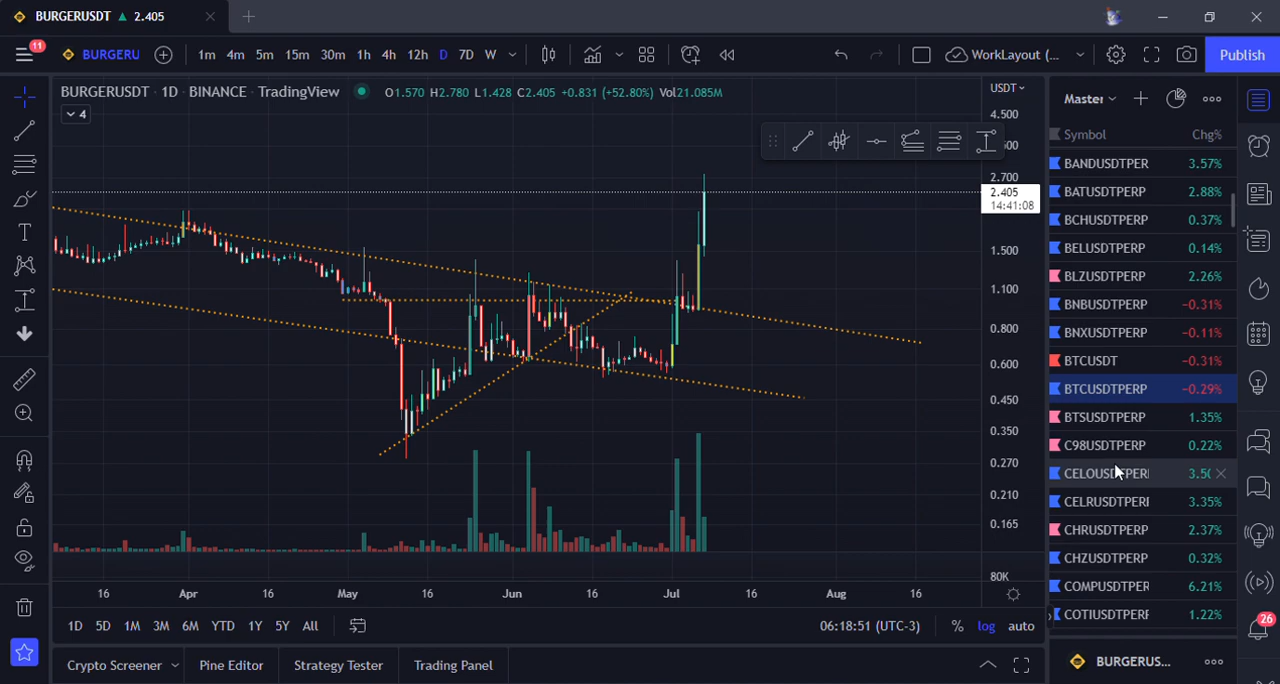 BURGERUSDT ▲ 2.405
11
BURGERU 1m 4m 5m 15m 30m 1h 4h 12h D 7D W WorkLayout (... Publish
BURGERUSDT · 1D · BINANCE · TradingView O1.570 H2.780 L1.428 C2.405 +0.831 (+52.80%) Vol21.085M
4
USDT
4.500
2.700
2.405
14:41:08
1.500
1.100
0.800
0.600
0.450
0.350
0.270
0.210
0.165
80K
16 Apr 16 May 16 Jun 16 Jul 16 Aug 16
1D 5D 1M 3M 6M YTD 1Y 5Y All 06:18:51 (UTC-3) % log auto
Crypto Screener Pine Editor Strategy Tester Trading Panel
Master
Symbol Chg%
BANDUSDTPER 3.57%
BATUSDTPERP 2.88%
BCHUSDTPERP 0.37%
BELUSDTPERP 0.14%
BLZUSDTPERP 2.26%
BNBUSDTPERP −0.31%
BNXUSDTPERP −0.11%
BTCUSDT −0.31%
BTCUSDTPERP −0.29%
BTSUSDTPERP 1.35%
C98USDTPERP 0.22%
CELRUSDTPERI 3.35%
CHRUSDTPERP 2.37%
CHZUSDTPERP 0.32%
COMPUSDTPER 6.21%
COTIUSDTPERF 1.22%
BURGERUS...
26